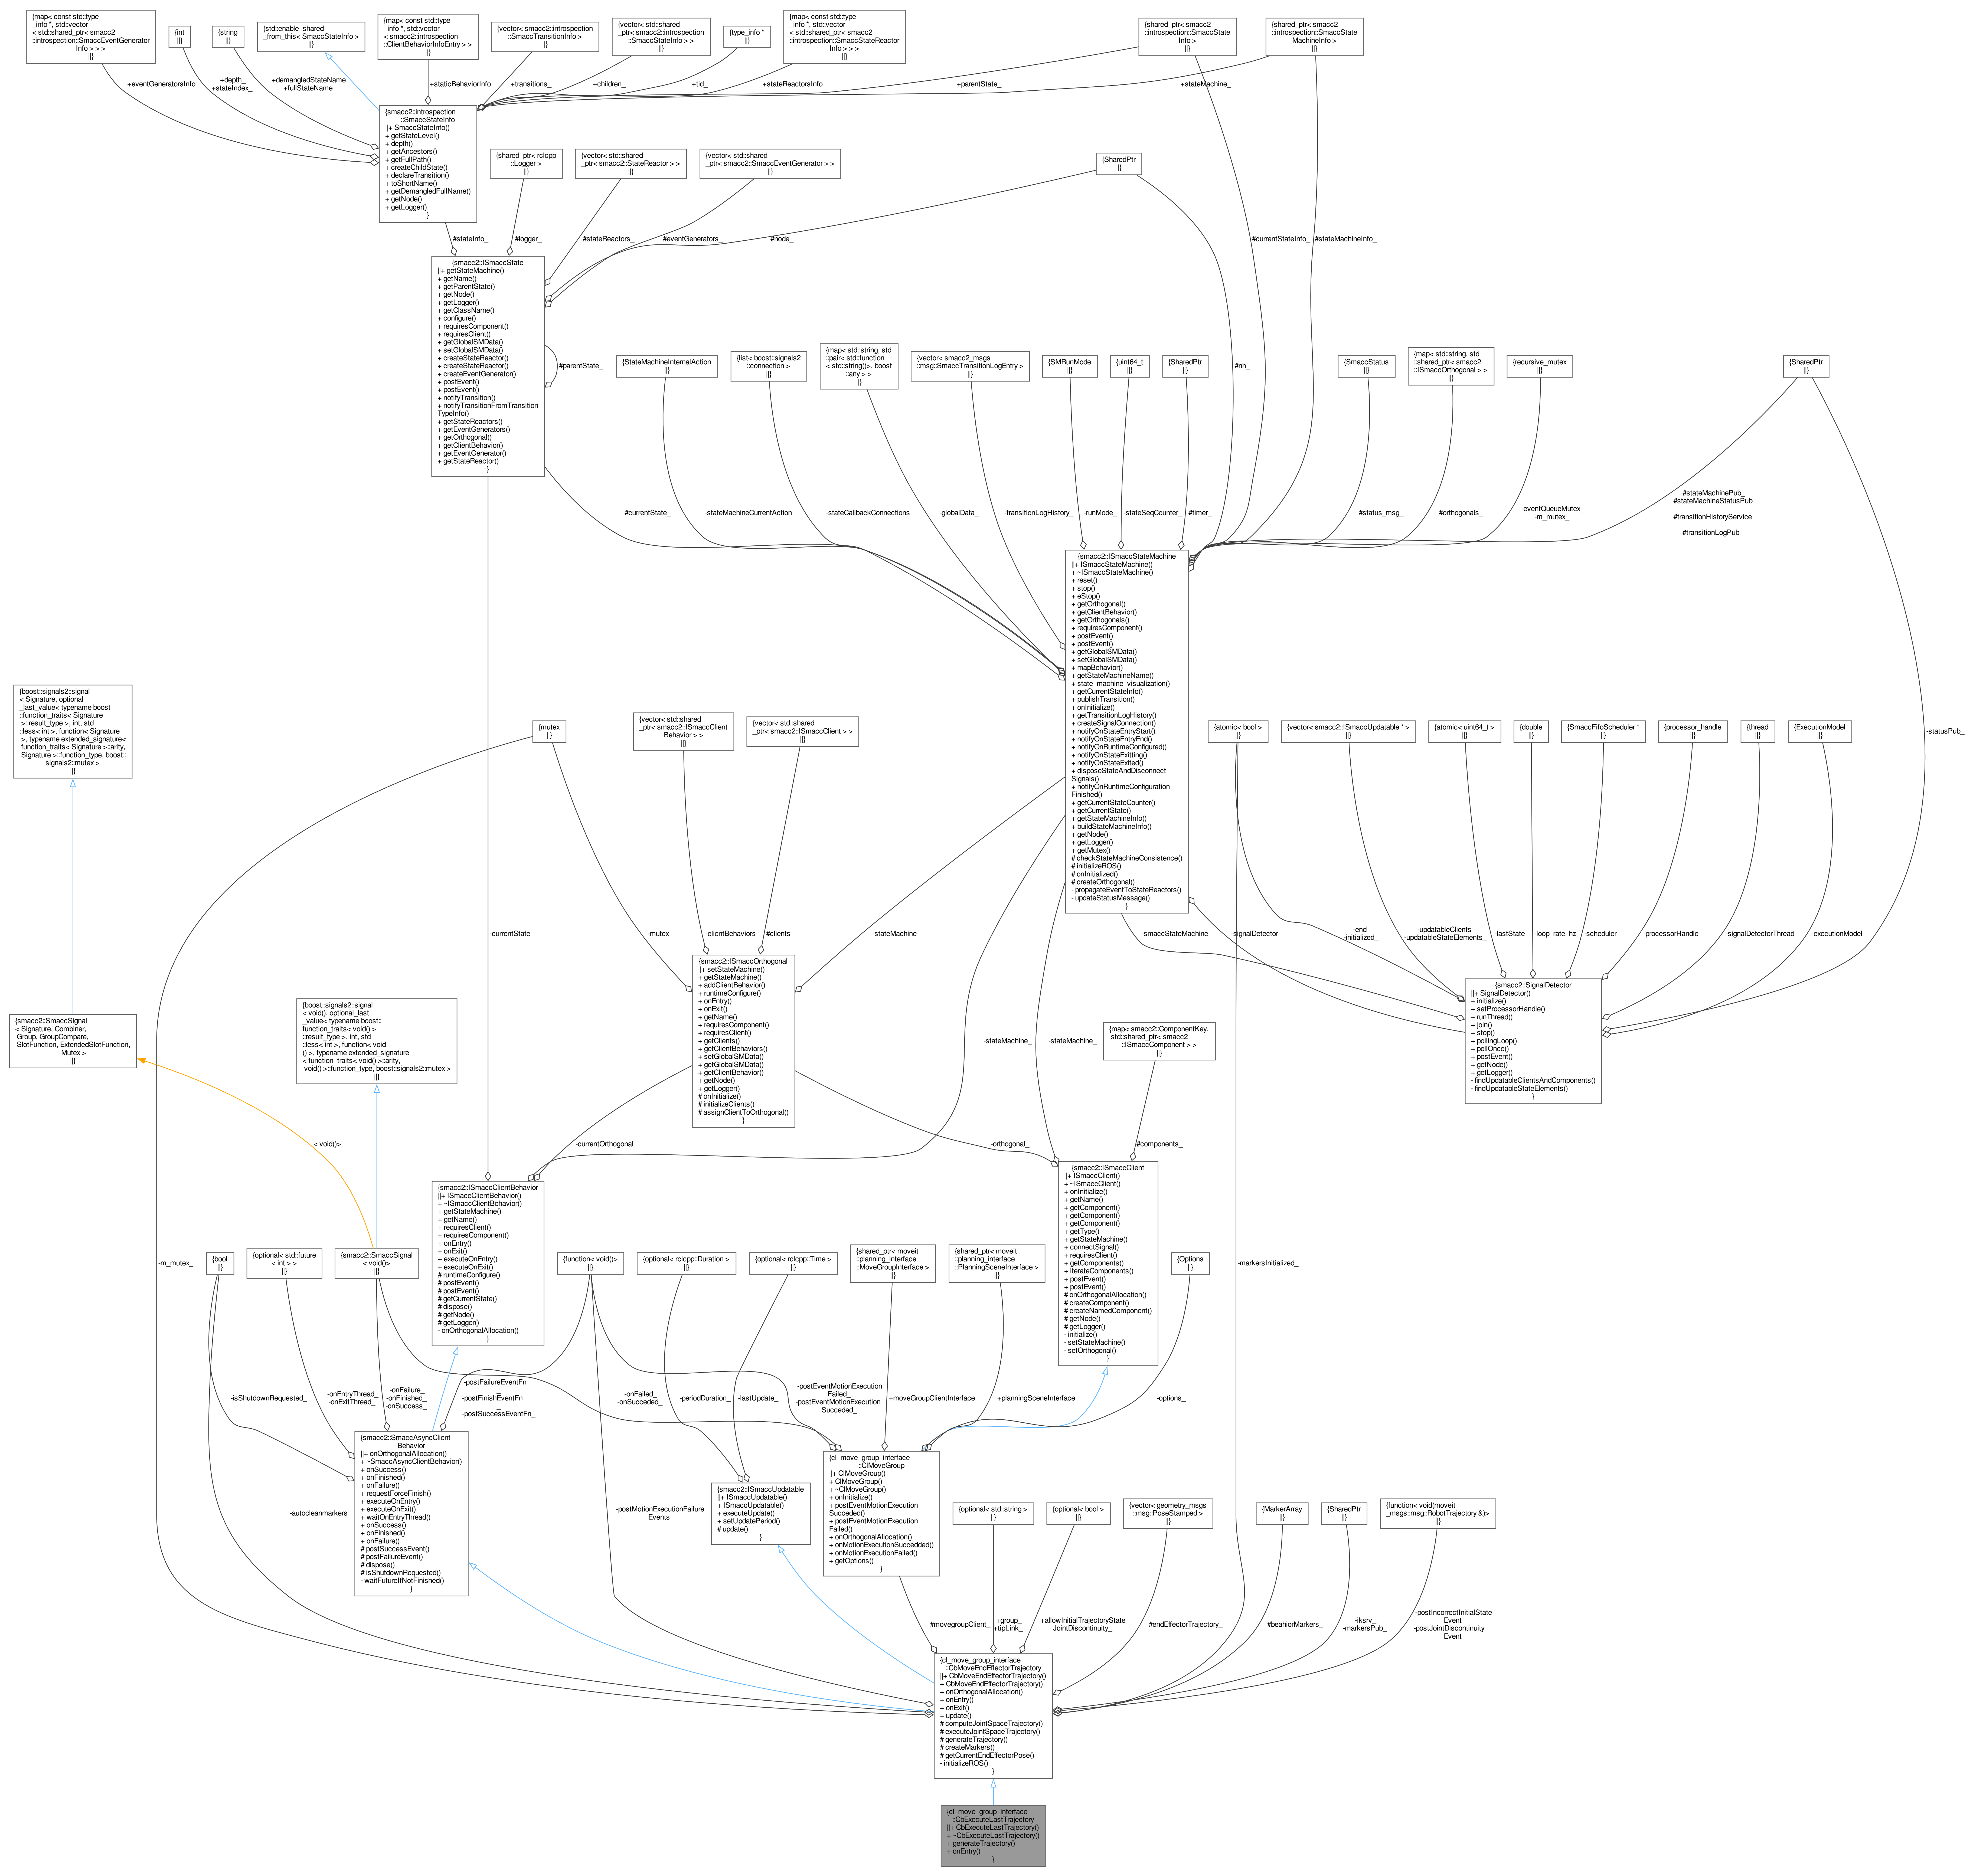 {map< const std::type
_info *, std::vector
< std::shared_ptr< smacc2
::introspection::SmaccEventGenerator
Info > > >
||}
{int
||}
{string
||}
{std::enable_shared
_from_this< SmaccStateInfo >
||}
{map< const std::type
_info *, std::vector
< smacc2::introspection
::ClientBehaviorInfoEntry > >
||}
{vector< smacc2::introspection
::SmaccTransitionInfo >
||}
{vector< std::shared
_ptr< smacc2::introspection
::SmaccStateInfo > >
||}
{type_info *
||}
{map< const std::type
_info *, std::vector
< std::shared_ptr< smacc2
::introspection::SmaccStateReactor
Info > > >
||}
{shared_ptr< smacc2
::introspection::SmaccState
Info >
||}
{shared_ptr< smacc2
::introspection::SmaccState
MachineInfo >
||}
+eventGeneratorsInfo
+depth_
+stateIndex_
+demangledStateName
+fullStateName
+staticBehaviorInfo
+transitions_
+children_
+tid_
+stateReactorsInfo
+parentState_
+stateMachine_
{smacc2::introspection
::SmaccStateInfo
||+ SmaccStateInfo()
+ getStateLevel()
+ depth()
+ getAncestors()
+ getFullPath()
+ createChildState()
+ declareTransition()
+ toShortName()
+ getDemangledFullName()
+ getNode()
+ getLogger()
}
{shared_ptr< rclcpp
::Logger >
||}
{vector< std::shared
_ptr< smacc2::StateReactor > >
||}
{vector< std::shared
_ptr< smacc2::SmaccEventGenerator > >
||}
{SharedPtr
||}
#stateInfo_
#logger_
#stateReactors_
#eventGenerators_
#node_
#currentStateInfo_
#stateMachineInfo_
{smacc2::ISmaccState
||+ getStateMachine()
+ getName()
+ getParentState()
+ getNode()
+ getLogger()
+ getClassName()
+ configure()
+ requiresComponent()
+ requiresClient()
+ getGlobalSMData()
+ setGlobalSMData()
+ createStateReactor()
+ createStateReactor()
+ createEventGenerator()
+ postEvent()
+ postEvent()
+ notifyTransition()
+ notifyTransitionFromTransition
TypeInfo()
+ getStateReactors()
+ getEventGenerators()
+ getOrthogonal()
+ getClientBehavior()
+ getEventGenerator()
+ getStateReactor()
}
#parentState_
{StateMachineInternalAction
||}
{list< boost::signals2
::connection >
||}
{map< std::string, std
::pair< std::function
< std::string()>, boost
::any > >
||}
{vector< smacc2_msgs
::msg::SmaccTransitionLogEntry >
||}
{SMRunMode
||}
{uint64_t
||}
{SharedPtr
||}
#nh_
{SmaccStatus
||}
{map< std::string, std
::shared_ptr< smacc2
::ISmaccOrthogonal > >
||}
{recursive_mutex
||}
{SharedPtr
||}
#currentState_
-stateMachineCurrentAction
-stateCallbackConnections
-globalData_
-transitionLogHistory_
-runMode_
-stateSeqCounter_
#timer_
#status_msg_
#orthogonals_
-eventQueueMutex_
-m_mutex_
#stateMachinePub_
#stateMachineStatusPub
_
#transitionHistoryService
_
#transitionLogPub_
{smacc2::ISmaccStateMachine
||+ ISmaccStateMachine()
+ ~ISmaccStateMachine()
+ reset()
+ stop()
+ eStop()
+ getOrthogonal()
+ getClientBehavior()
+ getOrthogonals()
+ requiresComponent()
+ postEvent()
+ postEvent()
+ getGlobalSMData()
+ setGlobalSMData()
+ mapBehavior()
+ getStateMachineName()
+ state_machine_visualization()
+ getCurrentStateInfo()
+ publishTransition()
+ onInitialize()
+ getTransitionLogHistory()
+ createSignalConnection()
+ notifyOnStateEntryStart()
+ notifyOnStateEntryEnd()
+ notifyOnRuntimeConfigured()
+ notifyOnStateExitting()
+ notifyOnStateExited()
+ disposeStateAndDisconnect
Signals()
+ notifyOnRuntimeConfiguration
Finished()
+ getCurrentStateCounter()
+ getCurrentState()
+ getStateMachineInfo()
+ buildStateMachineInfo()
+ getNode()
+ getLogger()
+ getMutex()
# checkStateMachineConsistence()
# initializeROS()
# onInitialized()
# createOrthogonal()
- propagateEventToStateReactors()
- updateStatusMessage()
}
{boost::signals2::signal
< Signature, optional
_last_value< typename boost
::function_traits< Signature
>::result_type >, int, std
::less< int >, function< Signature
>, typename extended_signature<
function_traits< Signature >::arity,
Signature >::function_type, boost::
signals2::mutex >
||}
{mutex
||}
{vector< std::shared
_ptr< smacc2::ISmaccClient
Behavior > >
||}
{vector< std::shared
_ptr< smacc2::ISmaccClient > >
||}
{atomic< bool >
||}
{vector< smacc2::ISmaccUpdatable * >
||}
{atomic< uint64_t >
||}
{double
||}
{SmaccFifoScheduler *
||}
{processor_handle
||}
{thread
||}
{ExecutionModel
||}
-statusPub_
-currentState
-mutex_
-clientBehaviors_
#clients_
-stateMachine_
-smaccStateMachine_
-signalDetector_
-end_
-initialized_
-updatableClients_
-updatableStateElements_
-lastState_
-loop_rate_hz
-scheduler_
-processorHandle_
-signalDetectorThread_
-executionModel_
{smacc2::ISmaccOrthogonal
||+ setStateMachine()
+ getStateMachine()
+ addClientBehavior()
+ runtimeConfigure()
+ onEntry()
+ onExit()
+ getName()
+ requiresComponent()
+ requiresClient()
+ getClients()
+ getClientBehaviors()
+ setGlobalSMData()
+ getGlobalSMData()
+ getClientBehavior()
+ getNode()
+ getLogger()
# onInitialize()
# initializeClients()
# assignClientToOrthogonal()
}
{smacc2::SignalDetector
||+ SignalDetector()
+ initialize()
+ setProcessorHandle()
+ runThread()
+ join()
+ stop()
+ pollingLoop()
+ pollOnce()
+ postEvent()
+ getNode()
+ getLogger()
- findUpdatableClientsAndComponents()
- findUpdatableStateElements()
}
{smacc2::SmaccSignal
< Signature, Combiner,
Group, GroupCompare,
SlotFunction, ExtendedSlotFunction,
Mutex >
||}
{boost::signals2::signal
< void(), optional_last
_value< typename boost::
function_traits< void() >
::result_type >, int, std
::less< int >, function< void
() >, typename extended_signature
< function_traits< void() >::arity,
void() >::function_type, boost::signals2::mutex >
||}
{map< smacc2::ComponentKey,
std::shared_ptr< smacc2
::ISmaccComponent > >
||}
-stateMachine_
-stateMachine_
< void()>
-currentOrthogonal
-orthogonal_
#components_
{smacc2::ISmaccClientBehavior
||+ ISmaccClientBehavior()
+ ~ISmaccClientBehavior()
+ getStateMachine()
+ getName()
+ requiresClient()
+ requiresComponent()
+ onEntry()
+ onExit()
+ executeOnEntry()
+ executeOnExit()
# runtimeConfigure()
# postEvent()
# postEvent()
# getCurrentState()
# dispose()
# getNode()
# getLogger()
- onOrthogonalAllocation()
}
{smacc2::ISmaccClient
||+ ISmaccClient()
+ ~ISmaccClient()
+ onInitialize()
+ getName()
+ getComponent()
+ getComponent()
+ getComponent()
+ getType()
+ getStateMachine()
+ connectSignal()
+ requiresClient()
+ getComponents()
+ iterateComponents()
+ postEvent()
+ postEvent()
# onOrthogonalAllocation()
# createComponent()
# createNamedComponent()
# getNode()
# getLogger()
- initialize()
- setStateMachine()
- setOrthogonal()
}
-m_mutex_
{bool
||}
{optional< std::future
< int > >
||}
{smacc2::SmaccSignal
< void()>
||}
{function< void()>
||}
{optional< rclcpp::Duration >
||}
{optional< rclcpp::Time >
||}
{shared_ptr< moveit
::planning_interface
::MoveGroupInterface >
||}
{shared_ptr< moveit
::planning_interface
::PlanningSceneInterface >
||}
{Options
||}
-markersInitialized_
-isShutdownRequested_
-onEntryThread_
-onExitThread_
-onFailure_
-onFinished_
-onSuccess_
-postFailureEventFn
_
-postFinishEventFn
_
-postSuccessEventFn_
-onFailed_
-onSucceded_
-periodDuration_
-lastUpdate_
-postEventMotionExecution
Failed_
-postEventMotionExecution
Succeded_
+moveGroupClientInterface
+planningSceneInterface
-options_
{smacc2::SmaccAsyncClient
Behavior
||+ onOrthogonalAllocation()
+ ~SmaccAsyncClientBehavior()
+ onSuccess()
+ onFinished()
+ onFailure()
+ requestForceFinish()
+ executeOnEntry()
+ executeOnExit()
+ waitOnEntryThread()
+ onSuccess()
+ onFinished()
+ onFailure()
# postSuccessEvent()
# postFailureEvent()
# dispose()
# isShutdownRequested()
- waitFutureIfNotFinished()
}
{smacc2::ISmaccUpdatable
||+ ISmaccUpdatable()
+ ISmaccUpdatable()
+ executeUpdate()
+ setUpdatePeriod()
# update()
}
{cl_move_group_interface
::ClMoveGroup
||+ ClMoveGroup()
+ ClMoveGroup()
+ ~ClMoveGroup()
+ onInitialize()
+ postEventMotionExecution
Succeded()
+ postEventMotionExecution
Failed()
+ onOrthogonalAllocation()
+ onMotionExecutionSuccedded()
+ onMotionExecutionFailed()
+ getOptions()
}
-autocleanmarkers
-postMotionExecutionFailure
Events
{optional< std::string >
||}
{optional< bool >
||}
{vector< geometry_msgs
::msg::PoseStamped >
||}
{MarkerArray
||}
{SharedPtr
||}
{function< void(moveit
_msgs::msg::RobotTrajectory &)>
||}
#movegroupClient_
+group_
+tipLink_
+allowInitialTrajectoryState
JointDiscontinuity_
#endEffectorTrajectory_
#beahiorMarkers_
-iksrv_
-markersPub_
-postIncorrectInitialState
Event
-postJointDiscontinuity
Event
{cl_move_group_interface
::CbMoveEndEffectorTrajectory
||+ CbMoveEndEffectorTrajectory()
+ CbMoveEndEffectorTrajectory()
+ onOrthogonalAllocation()
+ onEntry()
+ onExit()
+ update()
# computeJointSpaceTrajectory()
# executeJointSpaceTrajectory()
# generateTrajectory()
# createMarkers()
# getCurrentEndEffectorPose()
- initializeROS()
}
{cl_move_group_interface
::CbExecuteLastTrajectory
||+ CbExecuteLastTrajectory()
+ ~CbExecuteLastTrajectory()
+ generateTrajectory()
+ onEntry()
}